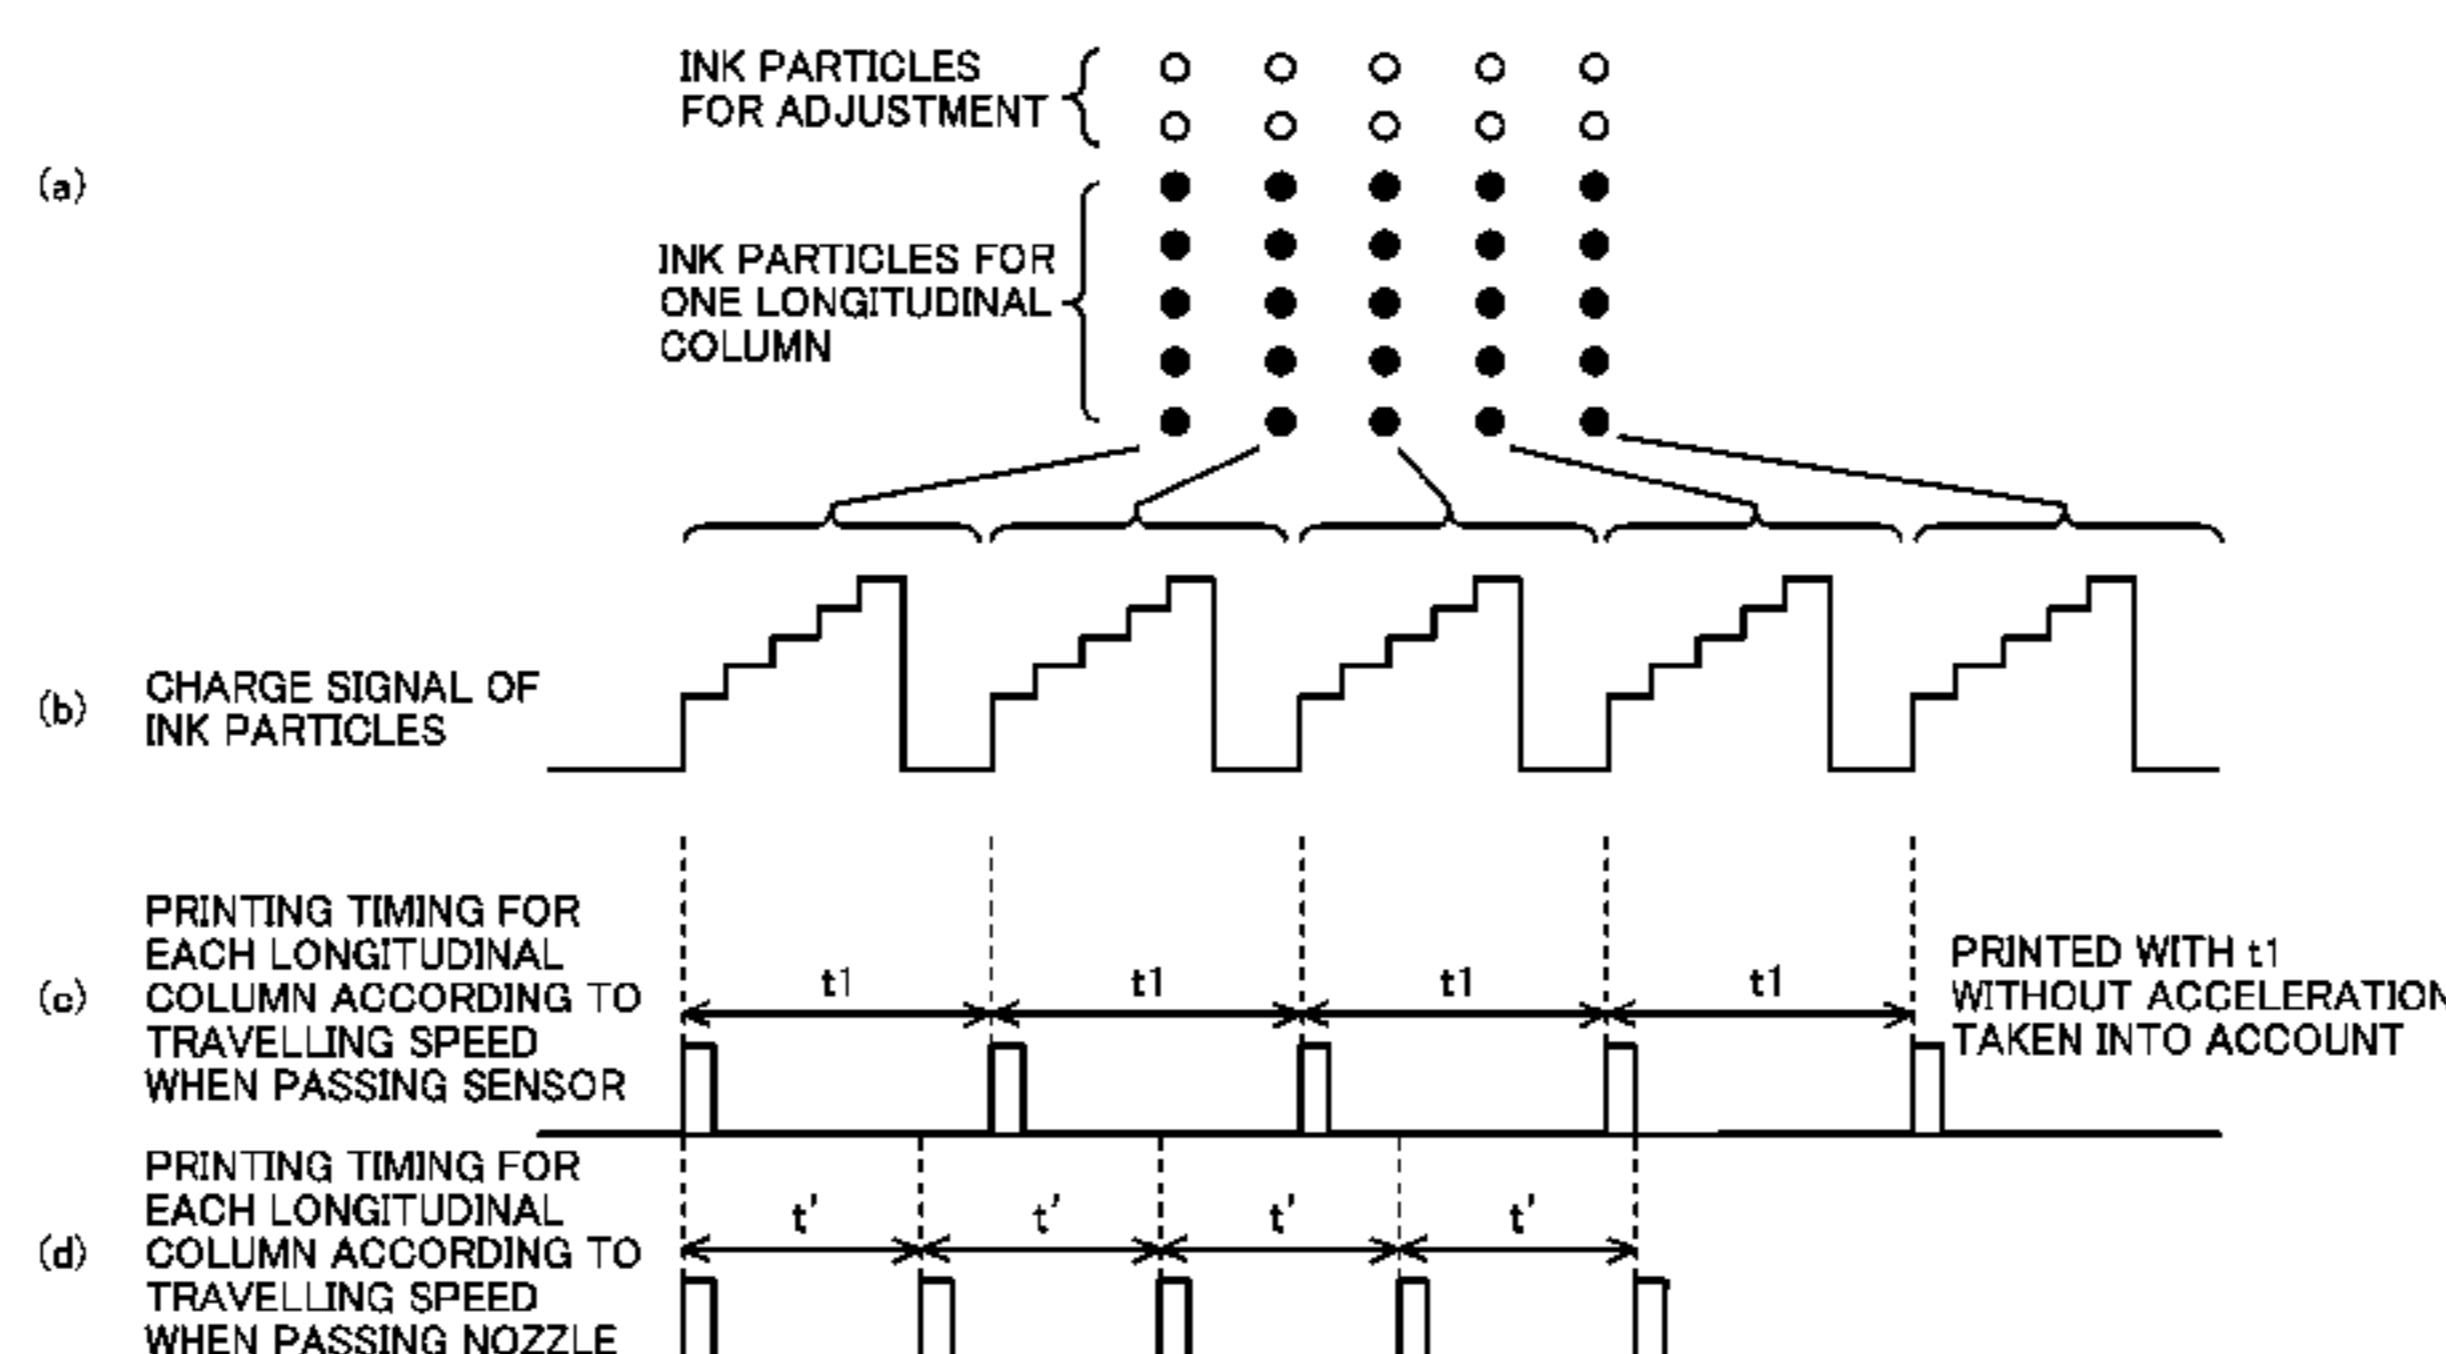 INK PARTICLES
FOR ADJUSTMENT
(a)
INK PARTICLES FOR
ONE LONGITUDINAL
COLUMN
(b)
CHARGE SIGNAL OF
INK PARTICLES
(c)
PRINTING TIMING FOR
EACH LONGITUDINAL
COLUMN ACCORDING TO
TRAVELLING SPEED
WHEN PASSING SENSOR
t1 t1 t1 t1
PRINTED WITH t1
WITHOUT ACCELERATION
TAKEN INTO ACCOUNT
(d)
PRINTING TIMING FOR
EACH LONGITUDINAL
COLUMN ACCORDING TO
TRAVELLING SPEED
WHEN PASSING NOZZLE
t' t' t' t'